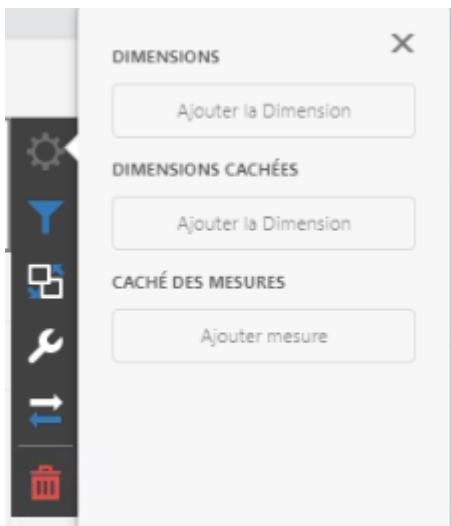 DIMENSIONS
Ajouter la Dimension
DIMENSIONS CACHÉES
Ajouter la Dimension
CACHÉ DES MESURES
Ajouter mesure